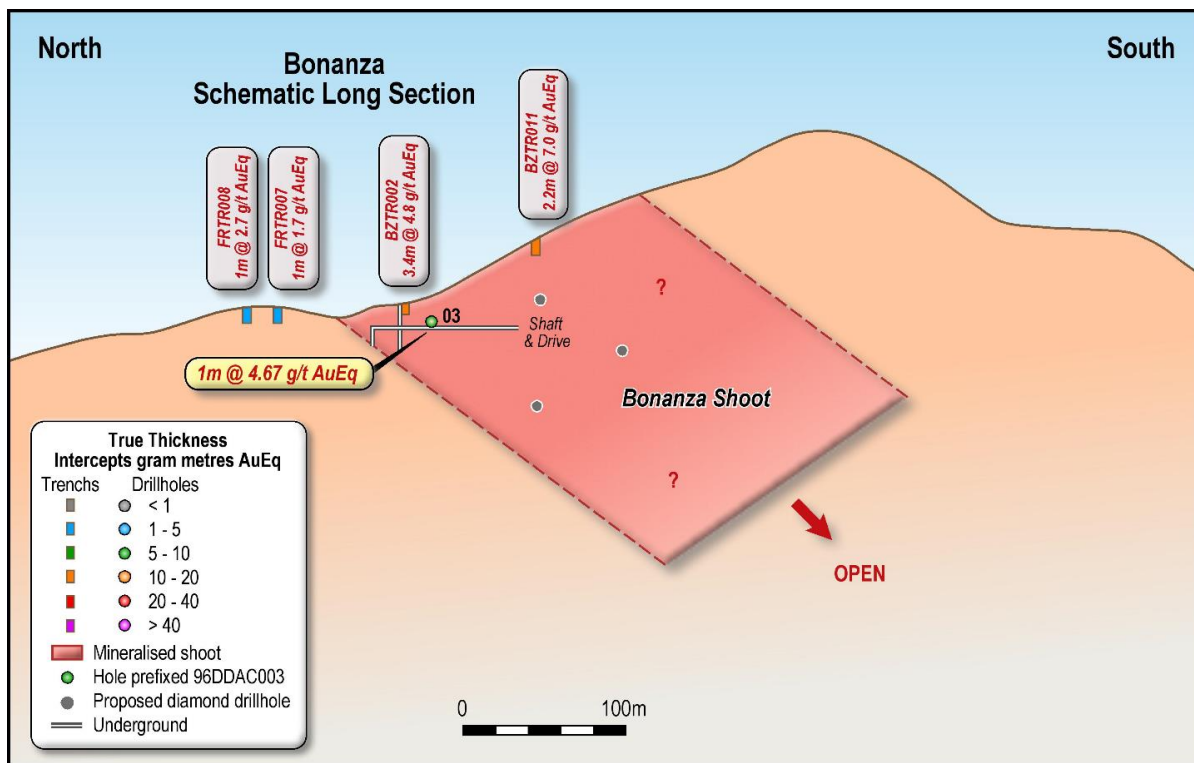 North
South
Bonanza
Schematic Long Section
FRTR008
1m @ 2.7 g/t AuEq
FRTR007
1m @ 1.7 g/t AuEq
BZTR002
3.4m @ 4.8 g/t AuEq
BZTR011
2.2m @ 7.0 g/t AuEq
?
03
Shaft
& Drive
1m @ 4.67 g/t AuEq
Bonanza Shoot
?
OPEN
True Thickness
Intercepts gram metres AuEq
Trenchs Drillholes
< 1
1 - 5
5 - 10
10 - 20
20 - 40
> 40
Mineralised shoot
Hole prefixed 96DDAC003
Proposed diamond drillhole
Underground
0 100m